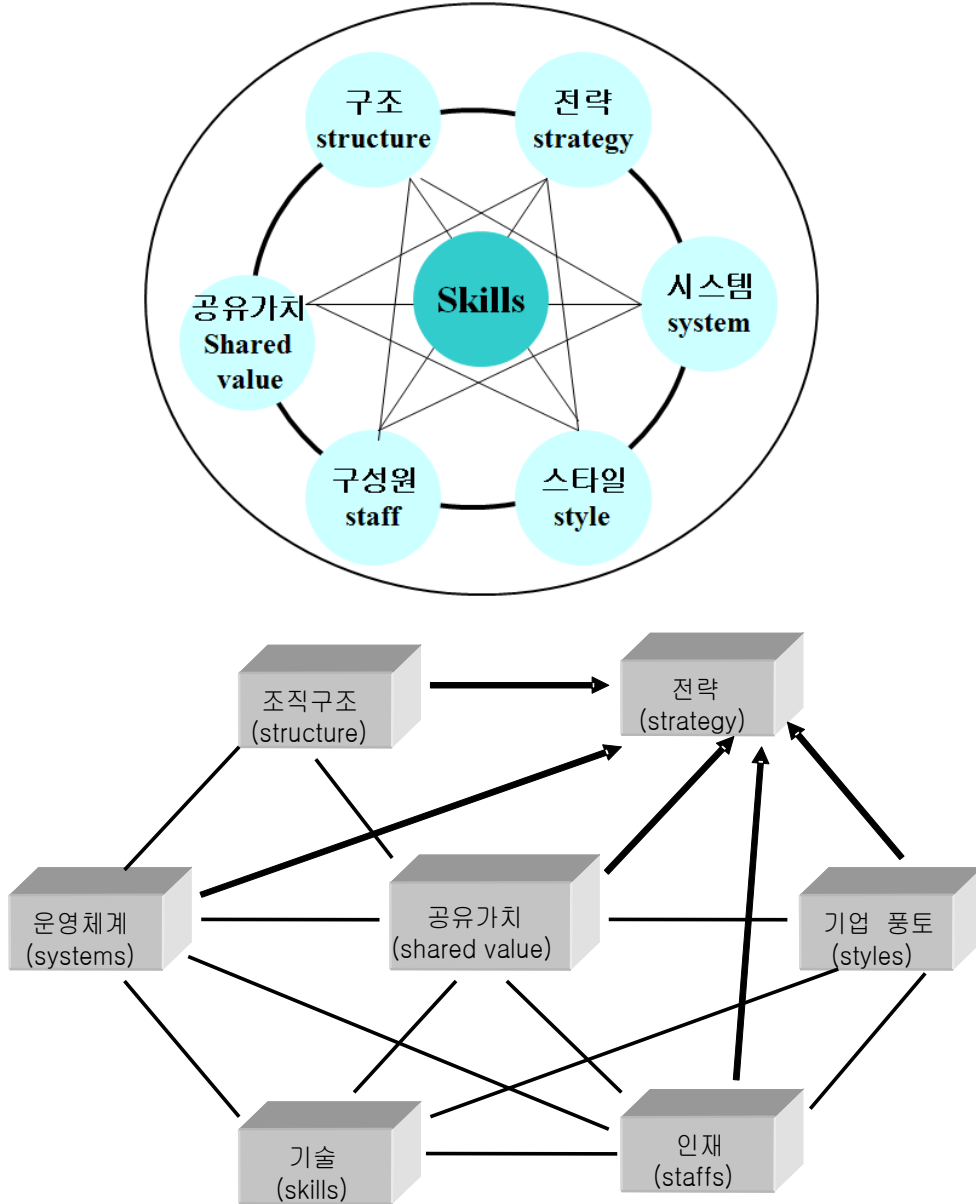 구조
structure
전략
strategy
공유가치
Shared
value
Skills
시스템
system
구성원
staff
스타일
style
조직구조
(structure)
전략
(strategy)
운영체계
(systems)
공유가치
(shared value)
기업 풍토
(styles)
기술
(skills)
인재
(staffs)